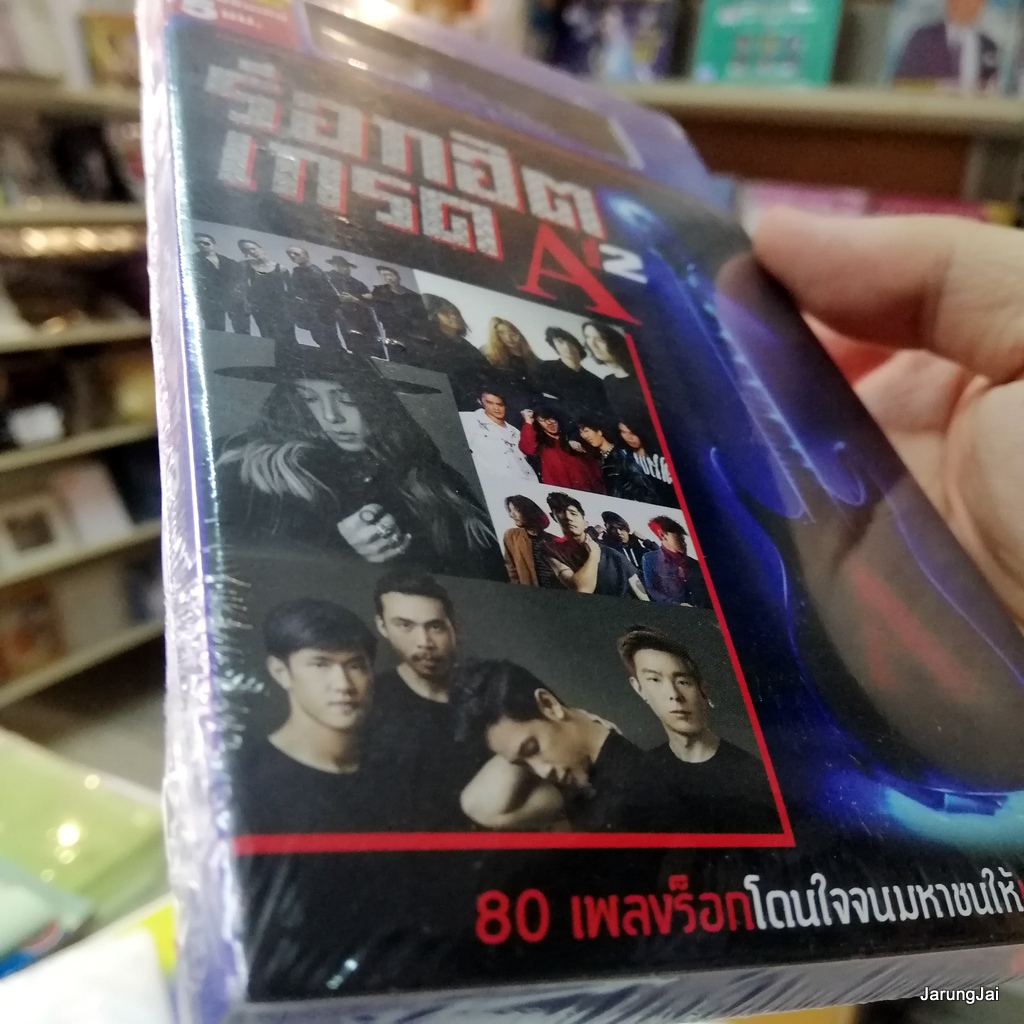 5
ร็อกฮิต
เกรด A 2
80 เพลงร็อกโดนใจจนมหาชนให้
JarungJai